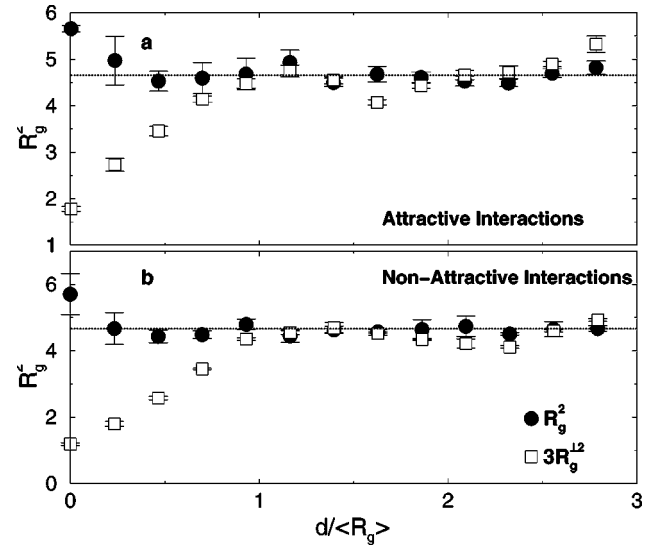 6
a
5
4
R_g^2
3
2
Attractive Interactions
1
b
Non-Attractive Interactions
6
4
R_g^2
2
R_g^2
3R_g^⊥2
0
0
1
2
3
d/<R_g>